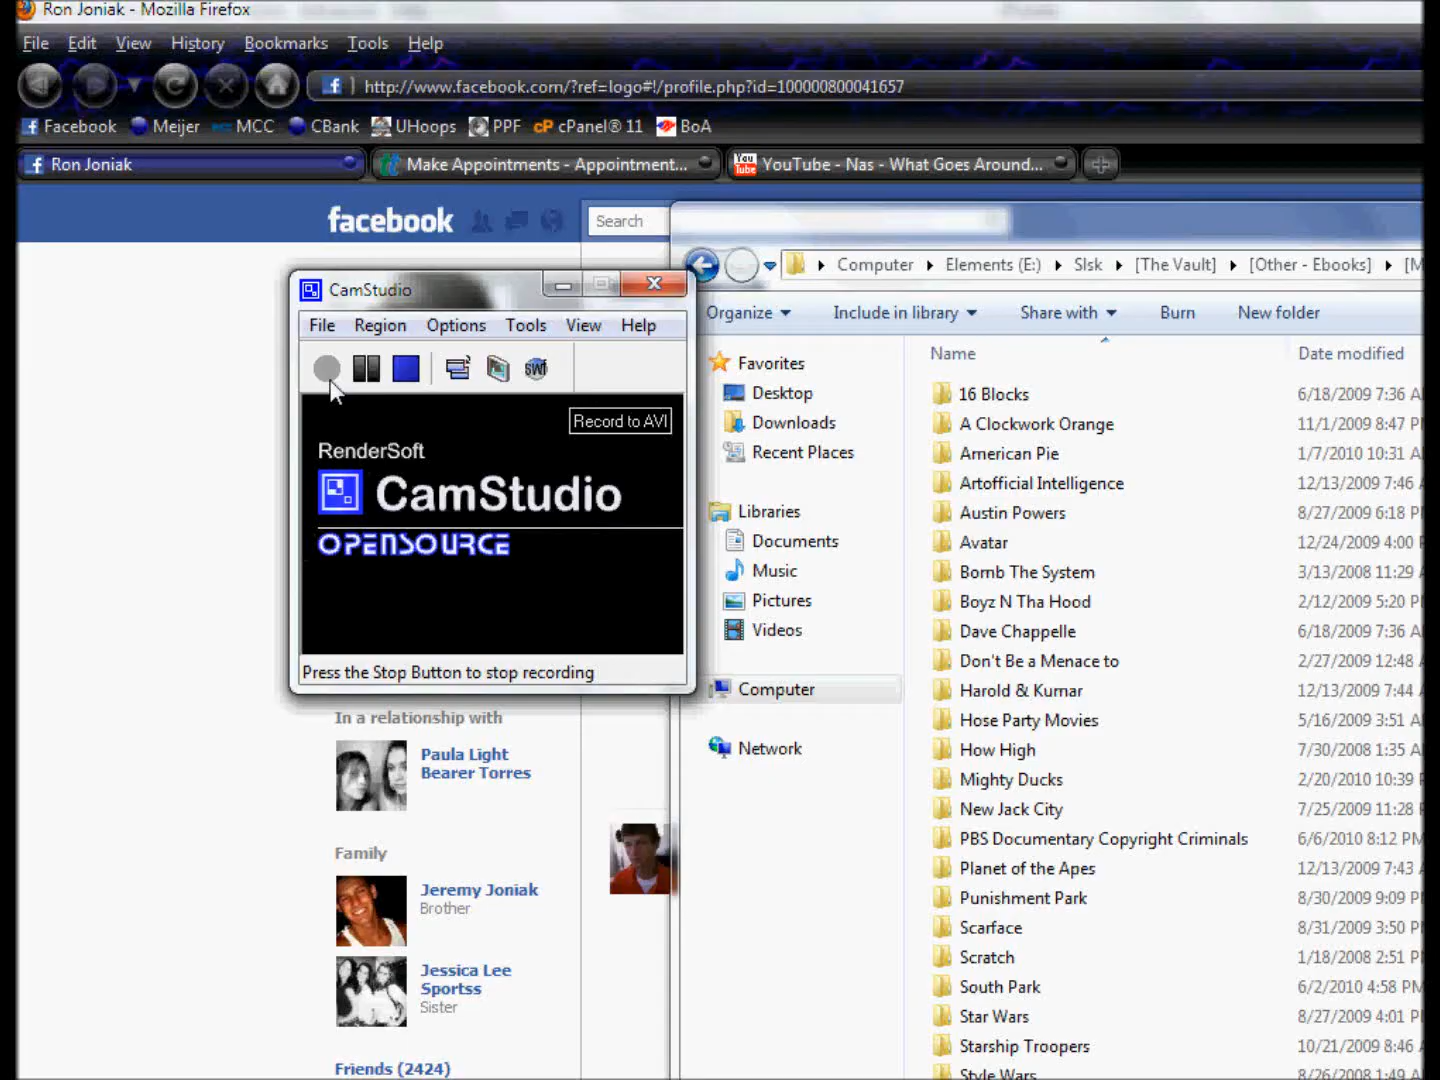 Ron Joniak - Mozilla Firefox
File Edit View History Bookmarks Tools Help
http://www.facebook.com/?ref=logo#!/profile.php?id=100000800041657
Facebook Meijer MCC CBank UHoops PPF cP cPanel® 11 BoA
Ron Joniak
Make Appointments - Appointment...
You Tube YouTube - Nas - What Goes Around...
facebook
Search
Computer Elements (E:) Slsk [The Vault] [Other - Ebooks]
Organize Include in library Share with Burn New folder
CamStudio
File Region Options Tools View Help
SWF
Record to AVI
RenderSoft
CamStudio
OPENSOURCE
Press the Stop Button to stop recording
In a relationship with
Paula Light
Bearer Torres
Family
Jeremy Joniak
Brother
Jessica Lee
Sportss
Sister
Friends (2424)
Favorites
Desktop
Downloads
Recent Places
Libraries
Documents
Music
Pictures
Videos
Computer
Network
Name Date modified
16 Blocks 6/18/2009 7:36 A
A Clockwork Orange 11/1/2009 8:47 P
American Pie 1/7/2010 10:31 A
Artofficial Intelligence 12/13/2009 7:46
Austin Powers 8/27/2009 6:18
Avatar 12/24/2009 4:00
Bomb The System 3/13/2008 11:29
Boyz N Tha Hood 2/12/2009 5:20 P
Dave Chappelle 6/18/2009 7:36 A
Don't Be a Menace to 2/27/2009 12:48
Harold & Kumar 12/13/2009 7:44
Hose Party Movies 5/16/2009 3:51 A
How High 7/30/2008 1:35 A
Mighty Ducks 2/20/2010 10:39
New Jack City 7/25/2009 11:28
PBS Documentary Copyright Criminals 6/6/2010 8:12 PM
Planet of the Apes 12/13/2009 7:43
Punishment Park 8/30/2009 9:09 P
Scarface 8/31/2009 3:50 P
Scratch 1/18/2008 2:51 P
South Park 6/2/2010 4:58 PM
Star Wars 8/27/2009 4:01 P
Starship Troopers 10/21/2009 8:46
Style Wars 8/26/2008 1:49